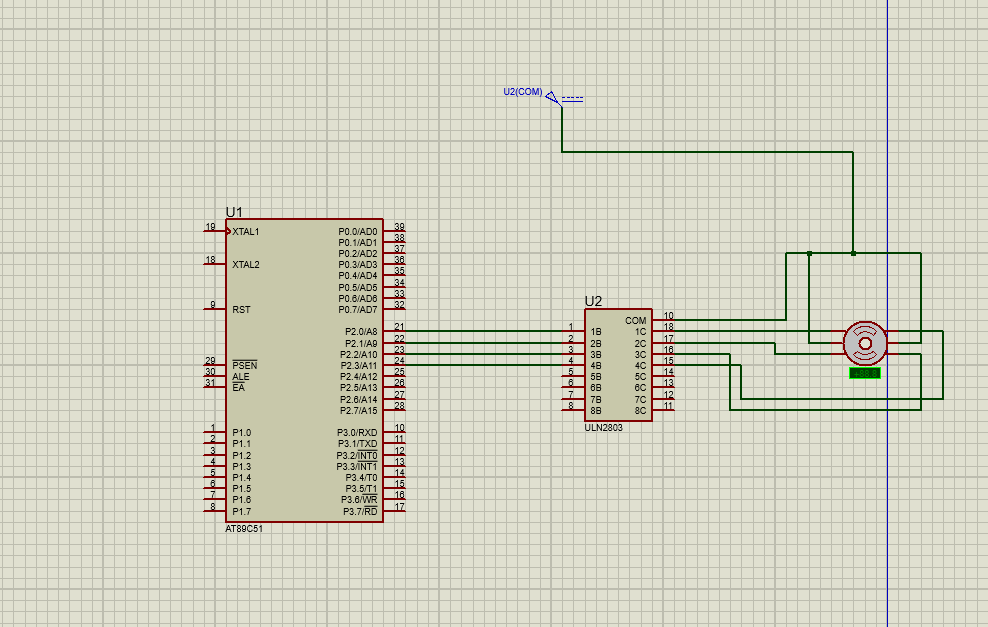 U2(COM)
U1
19 XTAL1 P0.0/AD0 39
P0.1/AD1 38
P0.2/AD2 37
18 XTAL2 P0.3/AD3 36
P0.4/AD4 35
P0.5/AD5 34
P0.6/AD6 33
9 RST P0.7/AD7 32
P2.0/A8 21
P2.1/A9 22
P2.2/A10 23
29 PSEN P2.3/A11 24
30 ALE P2.4/A12 25
31 EA P2.5/A13 26
P2.6/A14 27
P2.7/A15 28
1 P1.0 P3.0/RXD 10
2 P1.1 P3.1/TXD 11
3 P1.2 P3.2/INT0 12
4 P1.3 P3.3/INT1 13
5 P1.4 P3.4/T0 14
6 P1.5 P3.5/T1 15
7 P1.6 P3.6/WR 16
8 P1.7 P3.7/RD 17
AT89C51
U2
COM 10
1 1B 1C 18
2 2B 2C 17
3 3B 3C 16
4 4B 4C 15
5 5B 5C 14
6 6B 6C 13
7 7B 7C 12
8 8B 8C 11
ULN2803